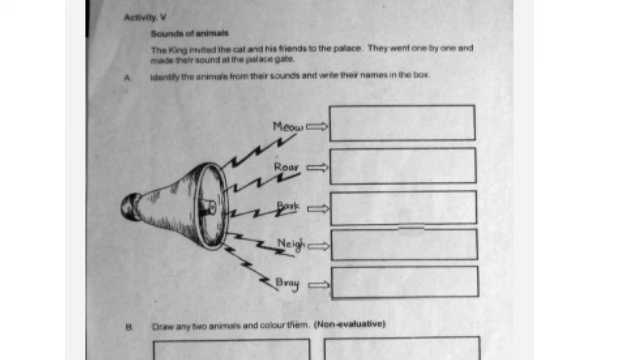 Activity. V
Sounds of animals
The King invited the cat and his friends to the palace. They went one by one and
made their sound at the palace gate.
A. Identify the animals from their sounds and write their names in the box.
Meow
Roar
Bark
Neigh
Bray
B. Draw any two animals and colour them. (Non-evaluative)